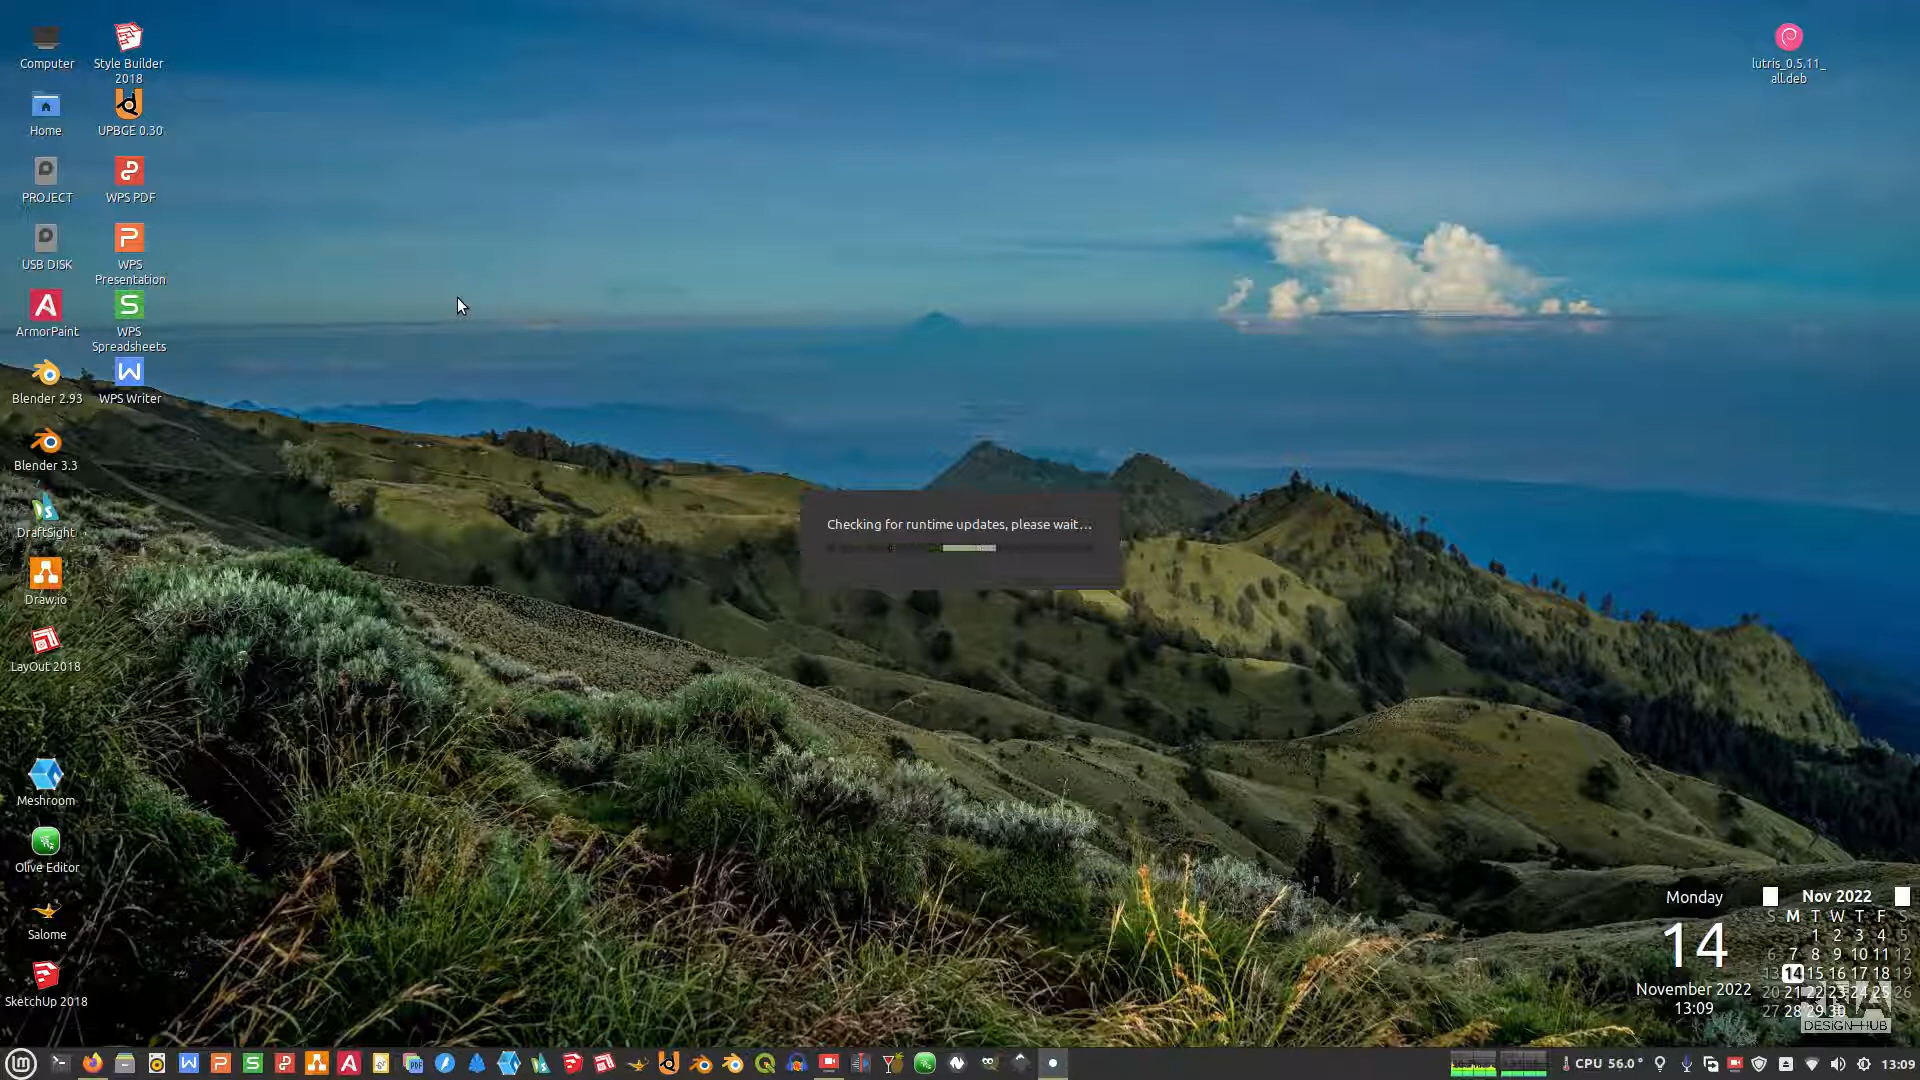 Computer
Style Builder
2018
lutris_0.5.11_
all.deb
Home
UPBGE 0.30
PROJECT
WPS PDF
USB DISK
WPS
Presentation
ArmorPaint
WPS
Spreadsheets
Blender 2.93
WPS Writer
Blender 3.3
DraftSight
Checking for runtime updates, please wait…
Draw.io
LayOut 2018
Meshroom
Olive Editor
Salome
SketchUp 2018
Monday
14
November 2022
13:09
Nov 2022
S M T W T F S
1 2 3 4 5
6 7 8 9 10 11 12
13 14 15 16 17 18 19
20 21 22 23 24 25 26
27 28 29 30
DESIGN HUB
CPU 56.0°
13:09